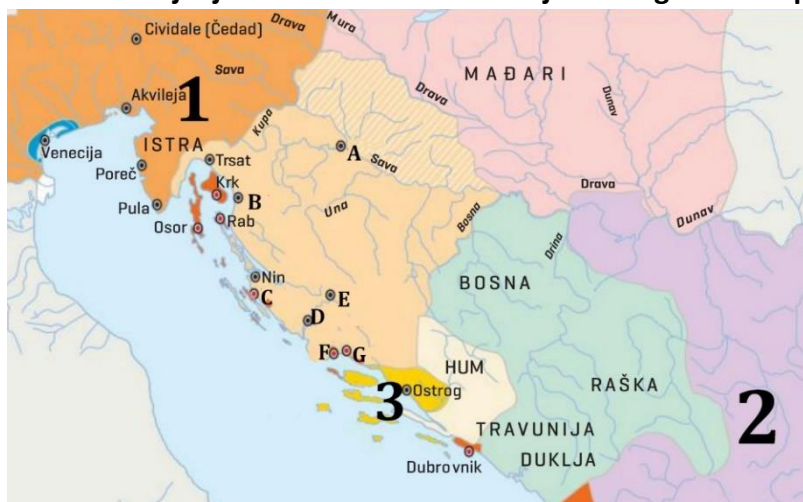 Cividale (Čedad)
Drava
Mura
MAĐARI
Sava
Drava
Dunav
Dunav
Akvileja
1
ISTRA
Kupa
A
Venecija
Trsat
Sava
Drava
Poreč
Krk
B
Una
Bosna
Pula
Rab
Osor
Drina
Nin
BOSNA
C
E
D
F
G
HUM
3
Ostrog
RAŠKA
2
TRAVUNIJA
Dubrovnik
DUKLJA